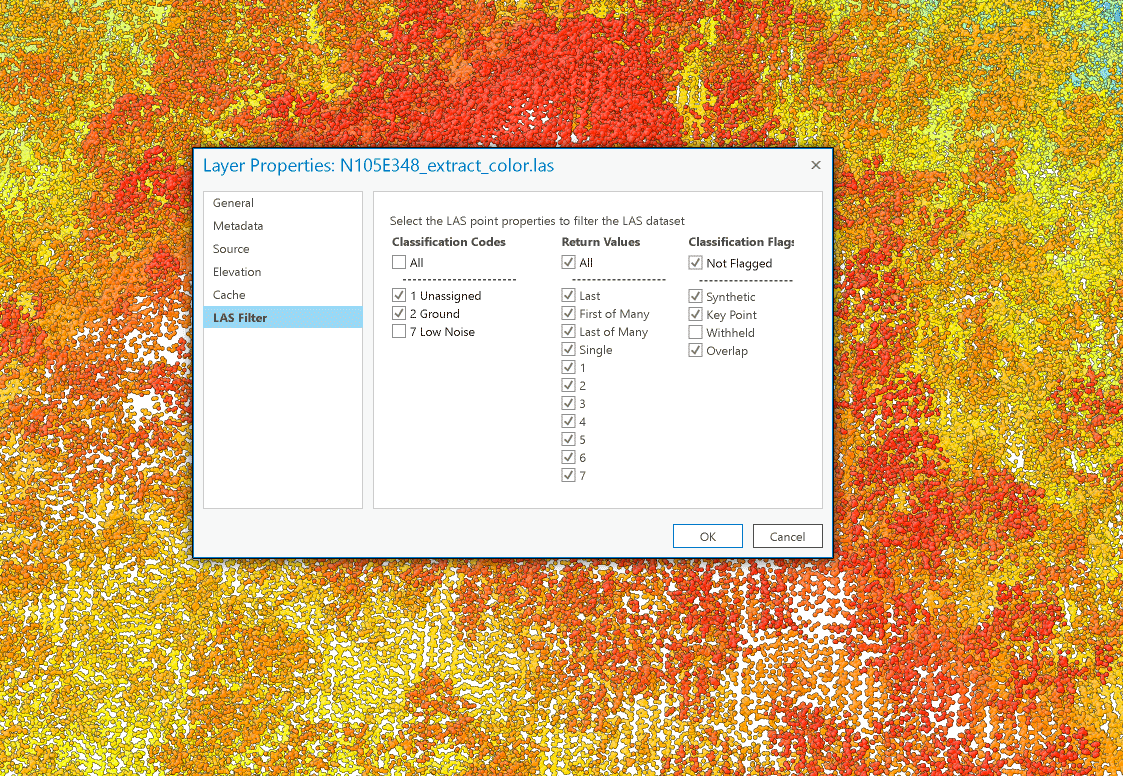 Layer Properties: N105E348_extract_color.las
General
Metadata
Source
Elevation
Cache
LAS Filter
Select the LAS point properties to filter the LAS dataset
Classification Codes
All
1 Unassigned
2 Ground
7 Low Noise
Return Values
All
Last
First of Many
Last of Many
Single
1
2
3
4
5
6
7
Classification Flags
Not Flagged
Synthetic
Key Point
Withheld
Overlap
OK
Cancel